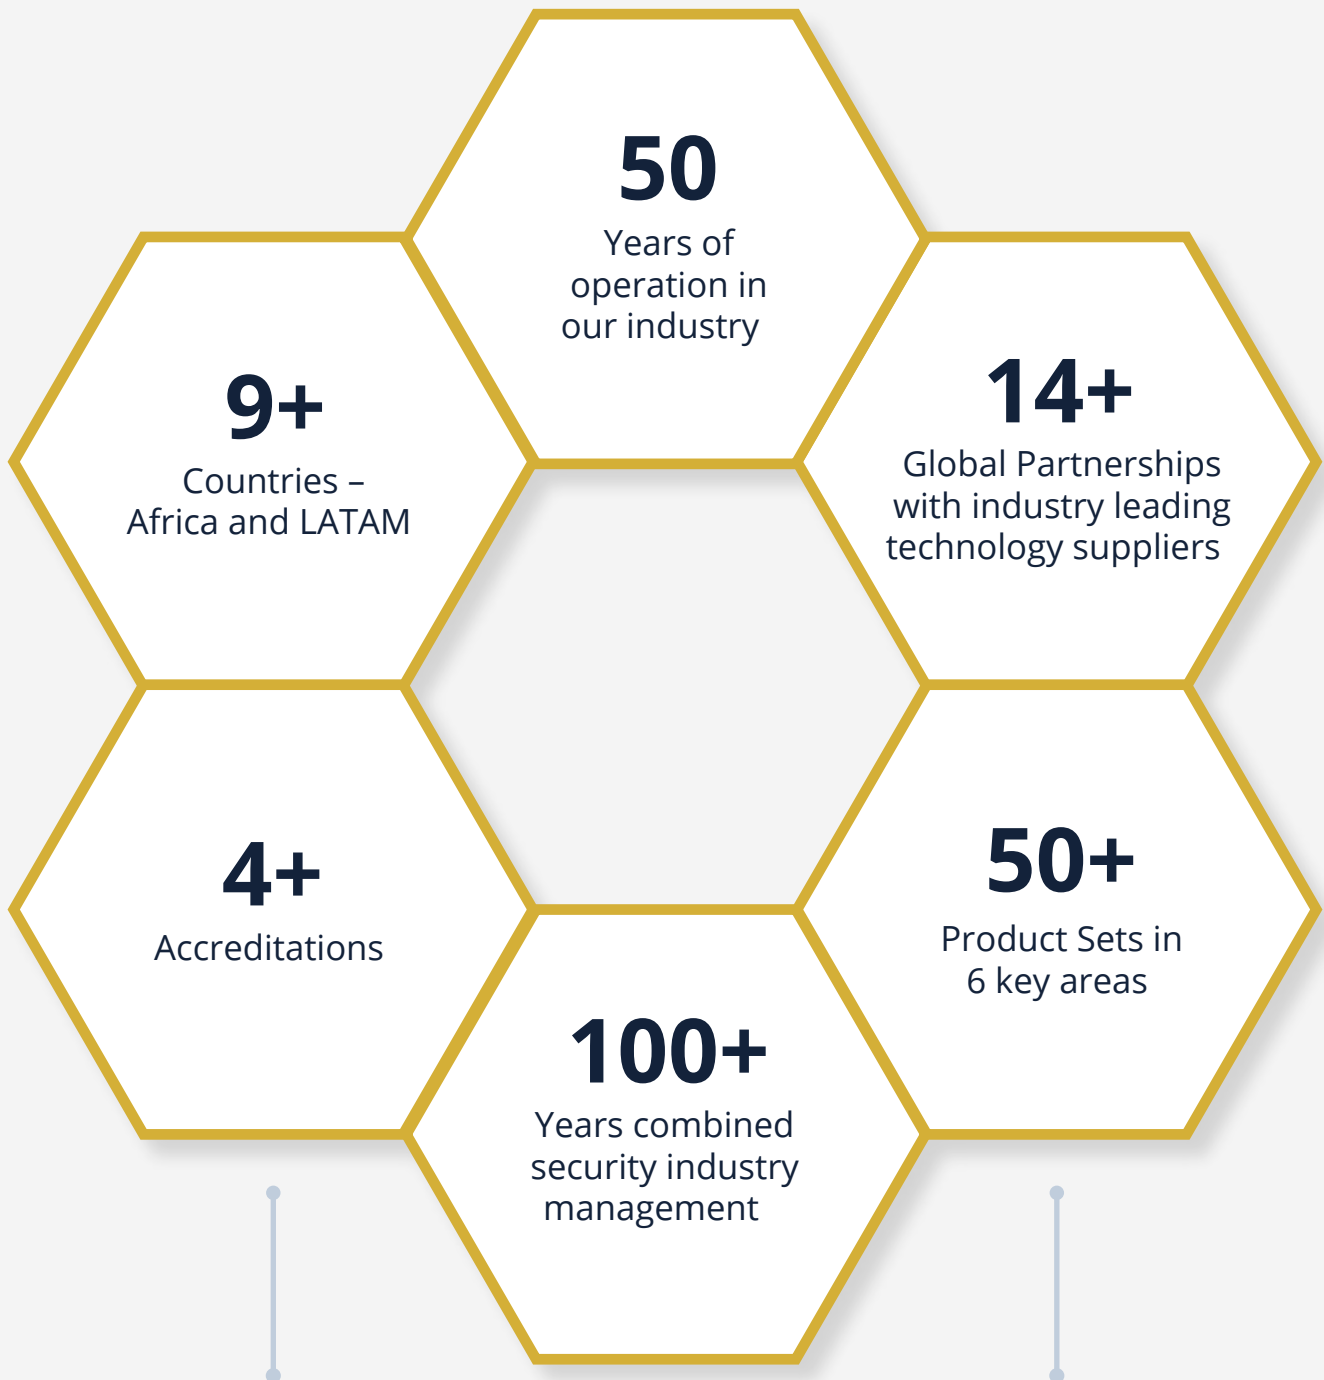 50
Years of
operation in
our industry
14+
Global Partnerships
with industry leading
technology suppliers
9+
Countries –
Africa and LATAM
4+
Accreditations
50+
Product Sets in
6 key areas
100+
Years combined
security industry
management